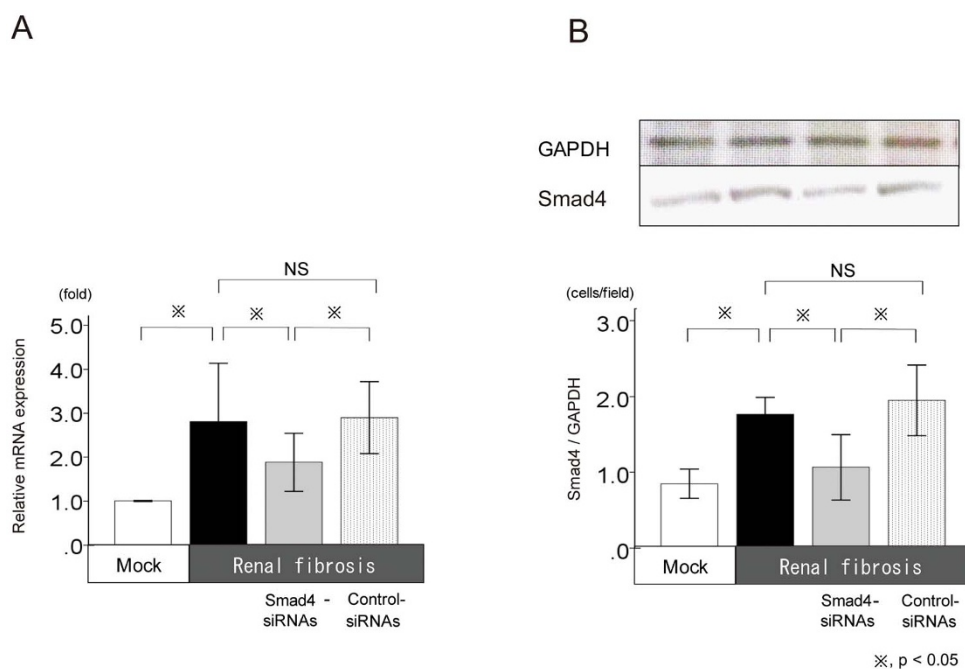 A
B
GAPDH
Smad4
NS
(fold)
※
※
※
5.0
4.0
3.0
2.0
1.0
.0
Relative mRNA expression
Mock
Renal fibrosis
Smad4 -
siRNAs
Control-
siRNAs
NS
(cells/field)
※
※
※
3.0
2.0
1.0
.0
Smad4 / GAPDH
Mock
Renal fibrosis
Smad4-
siRNAs
Control-
siRNAs
※, p < 0.05